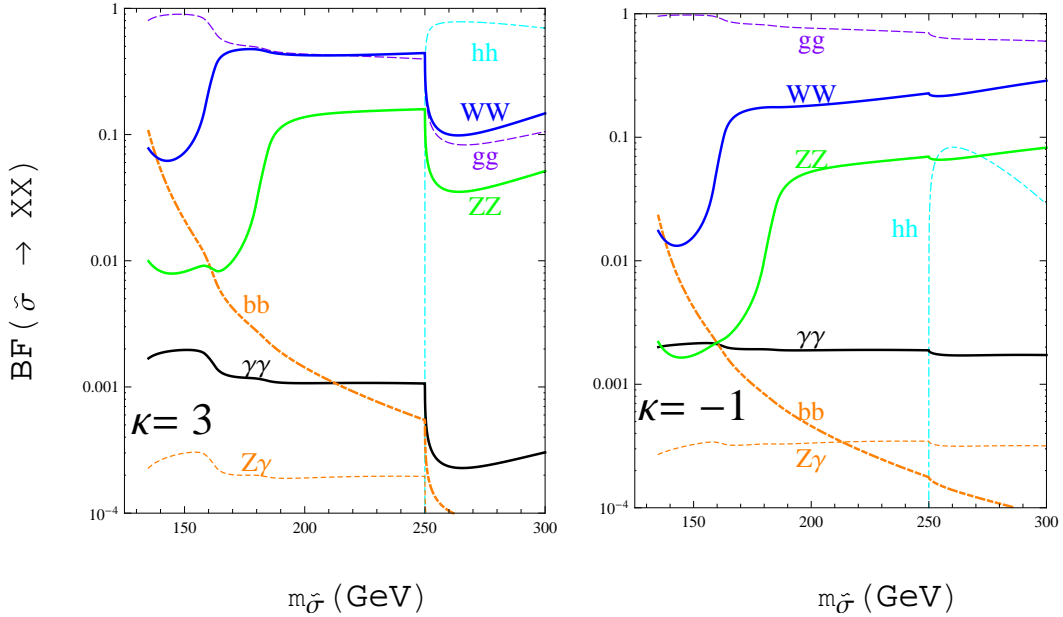 BF(σ̃ → XX)
1
0.1
0.01
0.001
10⁻⁴
gg
hh
WW
gg
ZZ
bb
γγ
κ= 3
Zγ
150
200
250
300
m_σ̃ (GeV)
1
0.1
0.01
0.001
10⁻⁴
gg
WW
ZZ
hh
γγ
κ= −1
bb
Zγ
150
200
250
300
m_σ̃ (GeV)